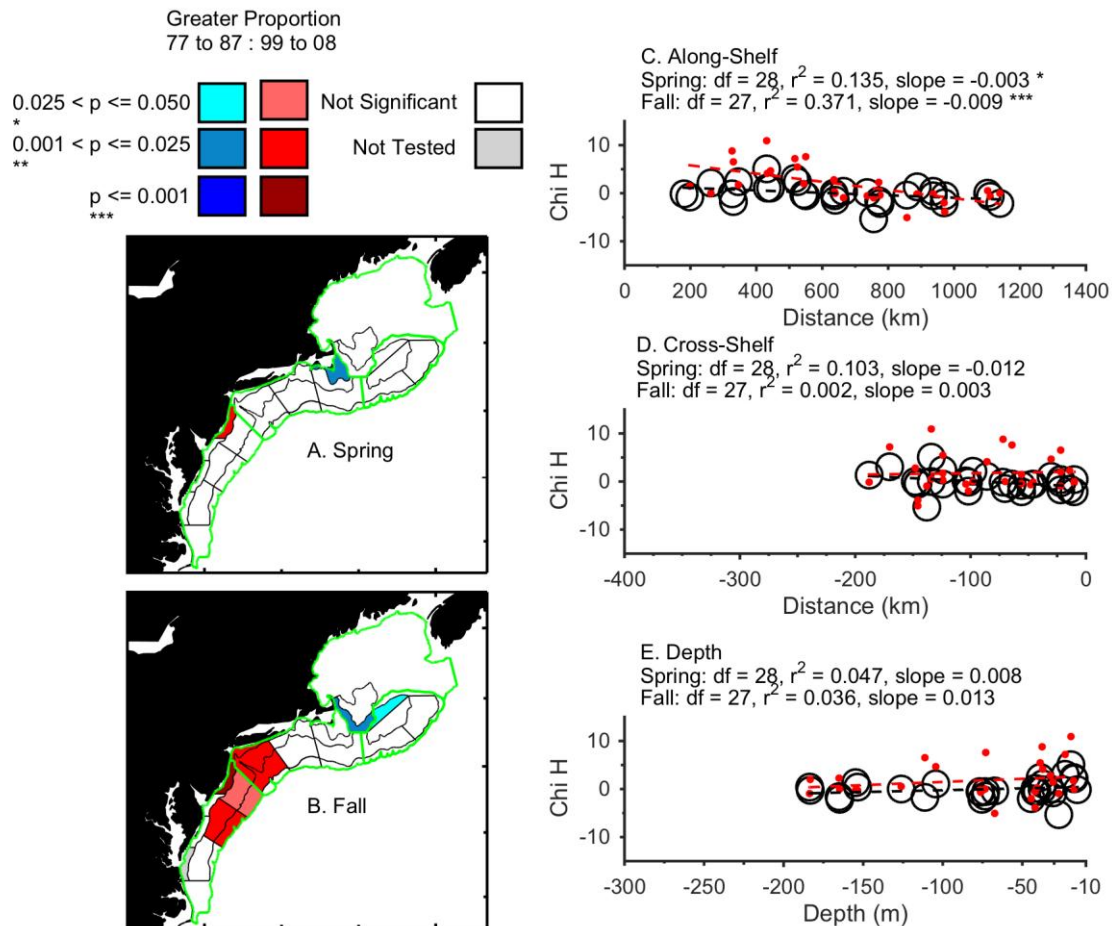 Greater Proportion
77 to 87 : 99 to 08
0.025 < p <= 0.050
*
0.001 < p <= 0.025
**
p <= 0.001
***
Not Significant
Not Tested
A. Spring
B. Fall
C. Along-Shelf
Spring: df = 28, r² = 0.135, slope = -0.003 *
Fall: df = 27, r² = 0.371, slope = -0.009 ***
10
0
-10
Chi H
0 200 400 600 800 1000 1200 1400
Distance (km)
D. Cross-Shelf
Spring: df = 28, r² = 0.103, slope = -0.012
Fall: df = 27, r² = 0.002, slope = 0.003
10
0
-10
Chi H
-400 -300 -200 -100 0
Distance (km)
E. Depth
Spring: df = 28, r² = 0.047, slope = 0.008
Fall: df = 27, r² = 0.036, slope = 0.013
10
0
-10
Chi H
-300 -250 -200 -150 -100 -50 -10
Depth (m)